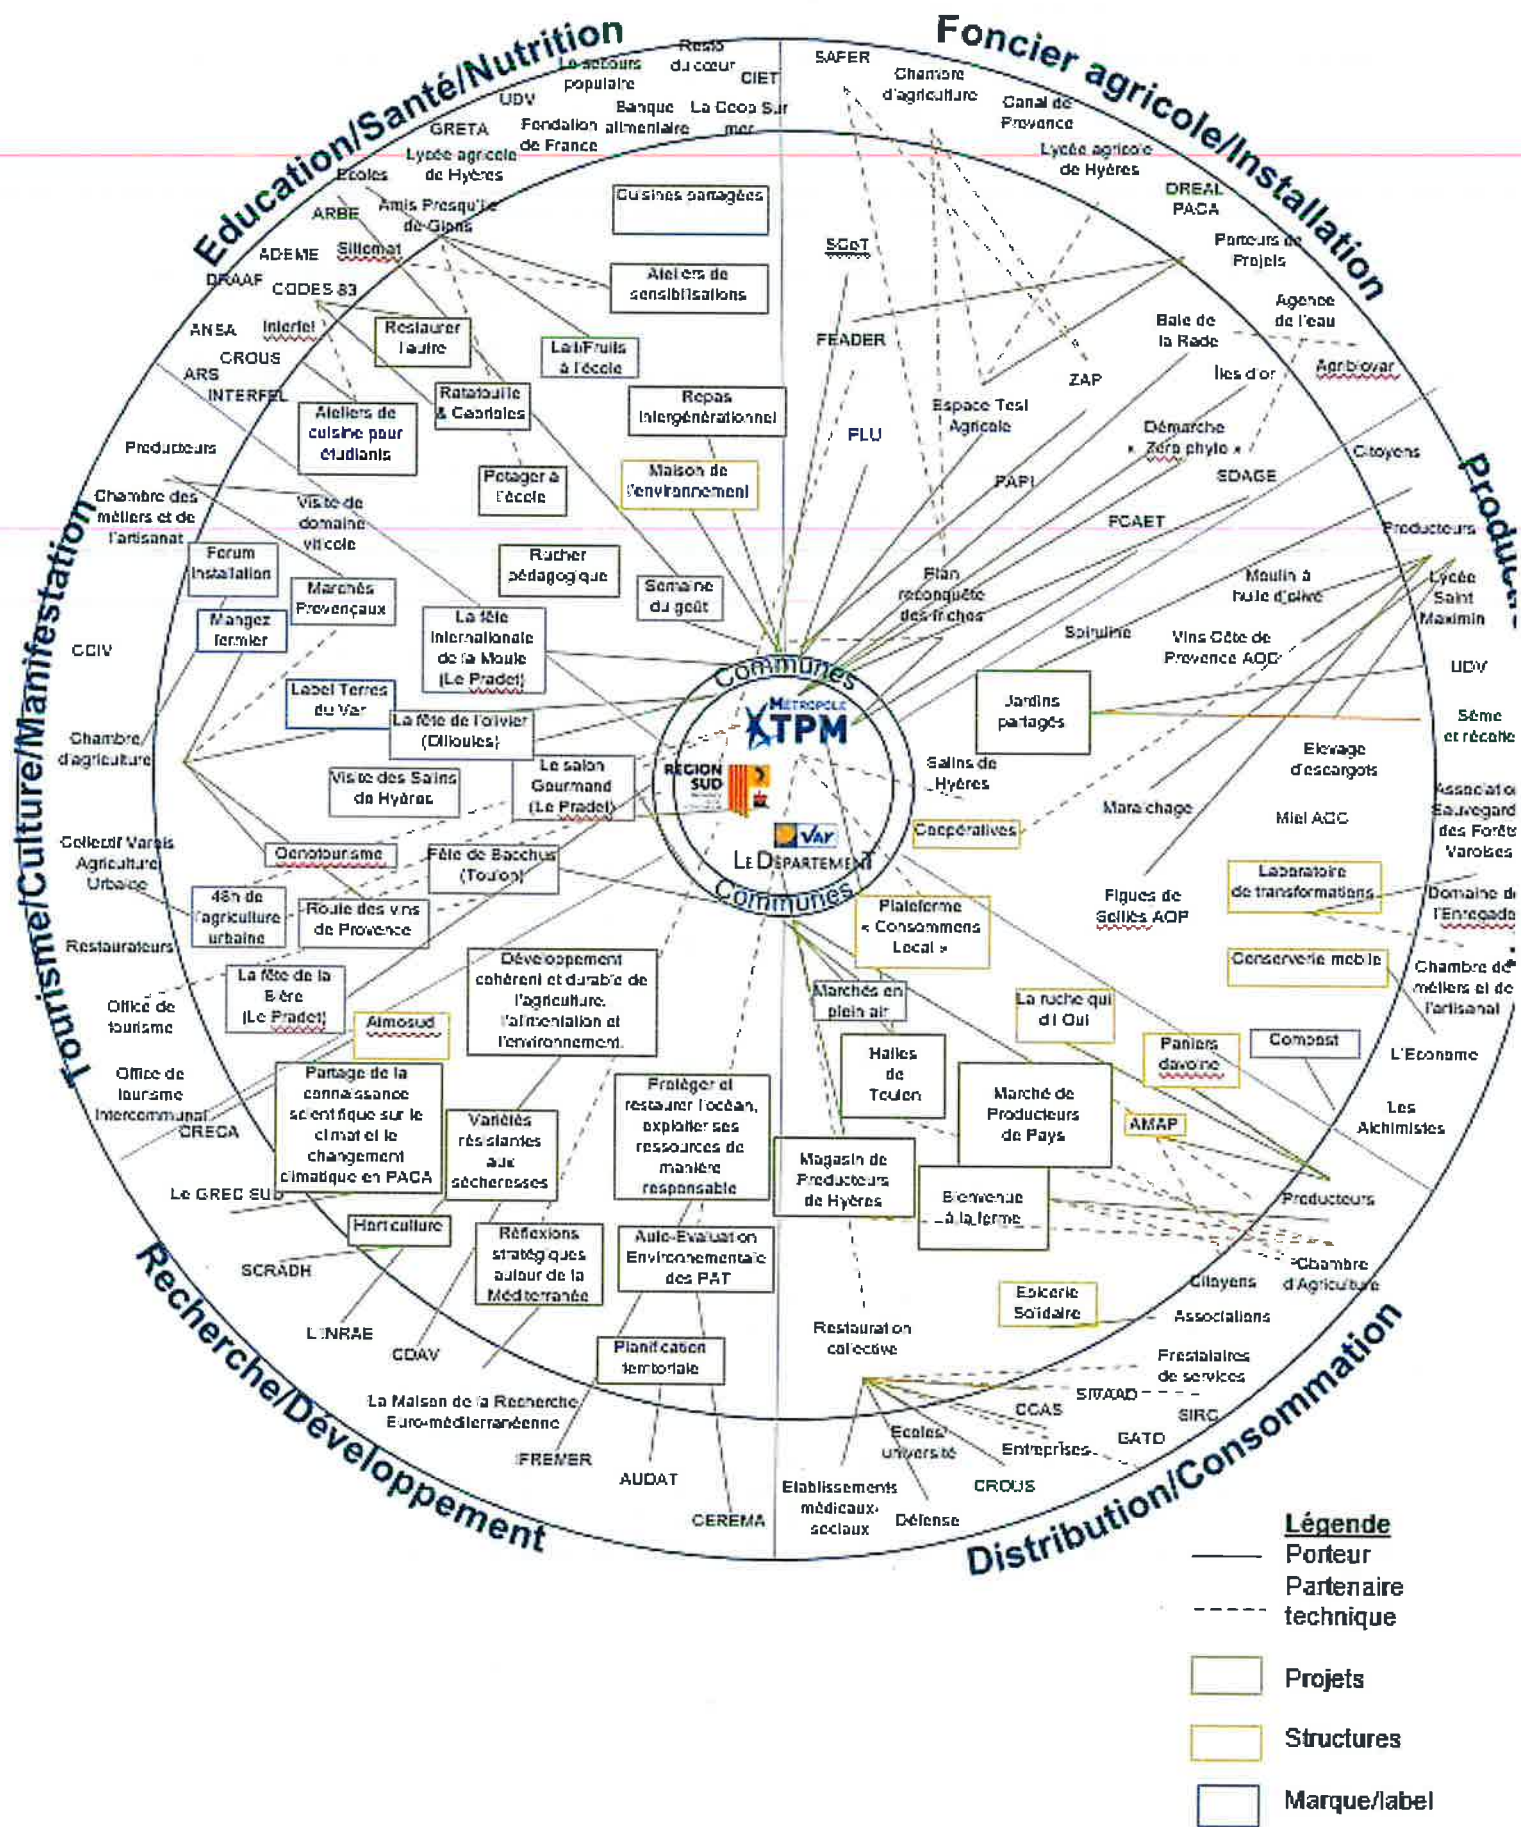 Education/Santé/Nutrition
Foncier agricole/Installation
Tourisme/Culture/Manifestation
Recherche/Développement
Distribution/Consommation
Resto
du cœur
Le secours
populaire
CIET
UDV
Banque
alimentaire
La Coop Sur
mer
GRETA
Fondation
de France
Lycée agricole
de Hyères
Ecoles
ARBE
Amis Presqu'île
de Giens
ADEME
Sittomat
DRAAF
CODES 83
ANSA
Interfel
CROUS
ARS
INTERFEL
Cuisines partagées
Ateliers de
sensibilisations
Restaurer
l'autre
Lait/Fruits
à l'école
Ratatouille
& Cabrioles
Repas
Intergénérationnel
Ateliers de
cuisine pour
étudiants
Potager à
l'école
Maison de
l'environnement
Rucher
pédagogique
Semaine
du goût
SAFER
Chambre
d'agriculture
Canal de
Provence
Lycée agricole
de Hyères
DREAL
PACA
Porteurs de
Projets
Agence
de l'eau
Agribiovar
SCoT
FEADER
PLU
ZAP
Espace Test
Agricole
Baie de
la Rade
Îles d'or
Démarche
« Zéro phyto »
SDAGE
PAPI
PCAET
Plan
reconquête
des friches
Citoyens
Producteurs
Lycée
Saint
Maximin
UDV
Sème
et récolte
Sauvegard
des Forêts
Varoises
Domaine de
l'Enregade
Chambre de
métiers et de
l'artisanat
L'Econome
Les
Alchimistes
Moulin à
huile d'olive
Spiruline
Vins Côte de
Provence AOC
Jardins
partagés
Salins de
Hyères
Elevage
d'escargots
Maraichage
Miel AOC
Coopératives
Figues de
Solliès AOP
Laboratoire
de transformations
Conserverie mobile
Compost
Producteurs
Chambre des
métiers et de
l'artisanat
CCIV
Chambre
d'agriculture
Collectif Varois
Agriculture
Urbaine
Restaurateurs
Office de
tourisme
Office de
tourisme
Intercommunal
Visite de
domaine
viticole
Forum
Installation
Marchés
Provençaux
Mangez
fermier
La fête
Internationale
de la Moule
(Le Pradet)
Label Terres
du Var
La fête de l'olivier
(Ollioules)
Visite des Salins
de Hyères
Le salon
Gourmand
(Le Pradet)
Oenotourisme
Fête de Bacchus
(Toulon)
48h de
l'agriculture
urbaine
Route des vins
de Provence
La fête de la
Bière
(Le Pradet)
Communes
MÉTROPOLE
TPM
RÉGION
SUD
VAR
LE DÉPARTEMENT
Communes
Almosud
Développement
cohérent et durable de
l'agriculture,
l'alimentation et
l'environnement.
Partage de la
connaissance
scientifique sur le
climat et le
changement
climatique en PACA
Variétés
résistantes
aux
sécheresses
Protéger et
restaurer l'océan,
exploiter ses
ressources de
manière
responsable
Horticulture
Réflexions
stratégiques
autour de la
Méditerranée
Auto-Evaluation
Environnementale
des PAT
Planification
territoriale
CRECA
Le GREC SUD
SCRADH
L'INRAE
CDAV
La Maison de la Recherche
Euro-méditerranéenne
IFREMER
AUDAT
CEREMA
Plateforme
« Consommons
Local »
Marchés en
plein air
La ruche qui
dit Oui
Halles
de
Toulon
Paniers
davoine
Marché de
Producteurs
de Pays
AMAP
Magasin de
Producteurs
de Hyères
Bienvenue
à la ferme
Epicerie
Solidaire
Restauration
collective
Producteurs
Chambre
d'Agriculture
Citoyens
Associations
Prestataires
de services
SIVAAD
SIRC
CCAS
GATO
Entreprises
Ecoles/
université
CROUS
Etablissements
médicaux-
sociaux
Défense
Légende
Porteur
Partenaire
technique
Projets
Structures
Marque/label